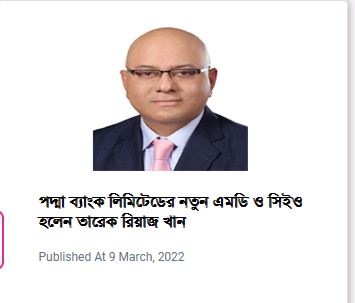 পদ্মা ব্যাংক লিমিটেডের নতুন এমডি ও সিইও
হলেন তারেক রিয়াজ খান
Published At 9 March, 2022